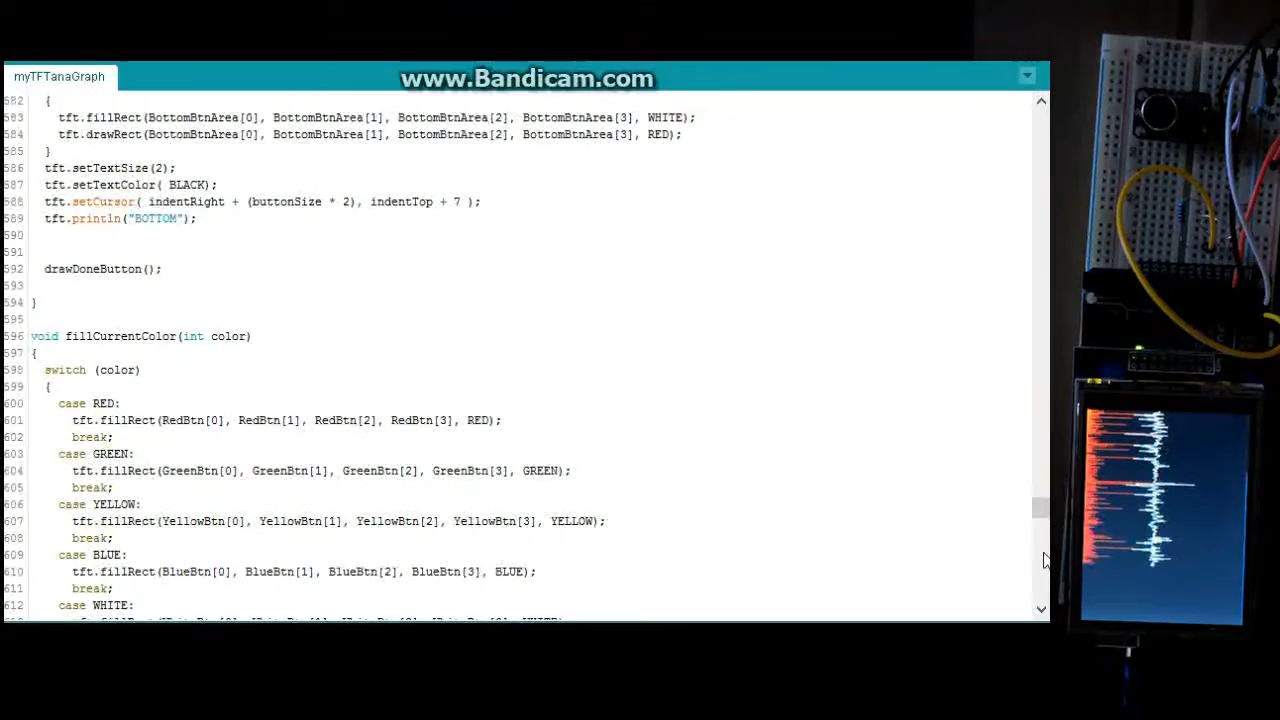 www.Bandicam.com
myTFTanaGraph
582 {
583 tft.fillRect(BottomBtnArea[0], BottomBtnArea[1], BottomBtnArea[2], BottomBtnArea[3], WHITE);
584 tft.drawRect(BottomBtnArea[0], BottomBtnArea[1], BottomBtnArea[2], BottomBtnArea[3], RED);
585 }
586 tft.setTextSize(2);
587 tft.setTextColor( BLACK);
588 tft.setCursor( indentRight + (buttonSize * 2), indentTop + 7 );
589 tft.println("BOTTOM");
590
591
592 drawDoneButton();
593
594 }
595
596 void fillCurrentColor(int color)
597 {
598 switch (color)
599 {
600 case RED:
601 tft.fillRect(RedBtn[0], RedBtn[1], RedBtn[2], RedBtn[3], RED);
602 break;
603 case GREEN:
604 tft.fillRect(GreenBtn[0], GreenBtn[1], GreenBtn[2], GreenBtn[3], GREEN);
605 break;
606 case YELLOW:
607 tft.fillRect(YellowBtn[0], YellowBtn[1], YellowBtn[2], YellowBtn[3], YELLOW);
608 break;
609 case BLUE:
610 tft.fillRect(BlueBtn[0], BlueBtn[1], BlueBtn[2], BlueBtn[3], BLUE);
611 break;
612 case WHITE: